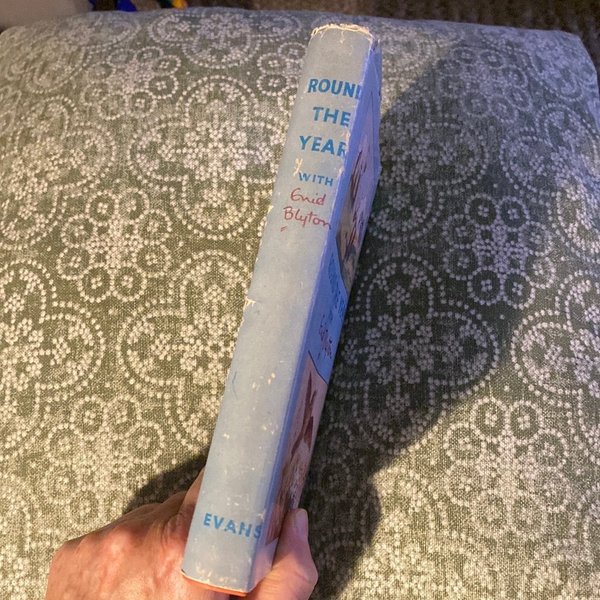 ROUND
THE
YEAR
WITH
Enid
Blyton
EVANS